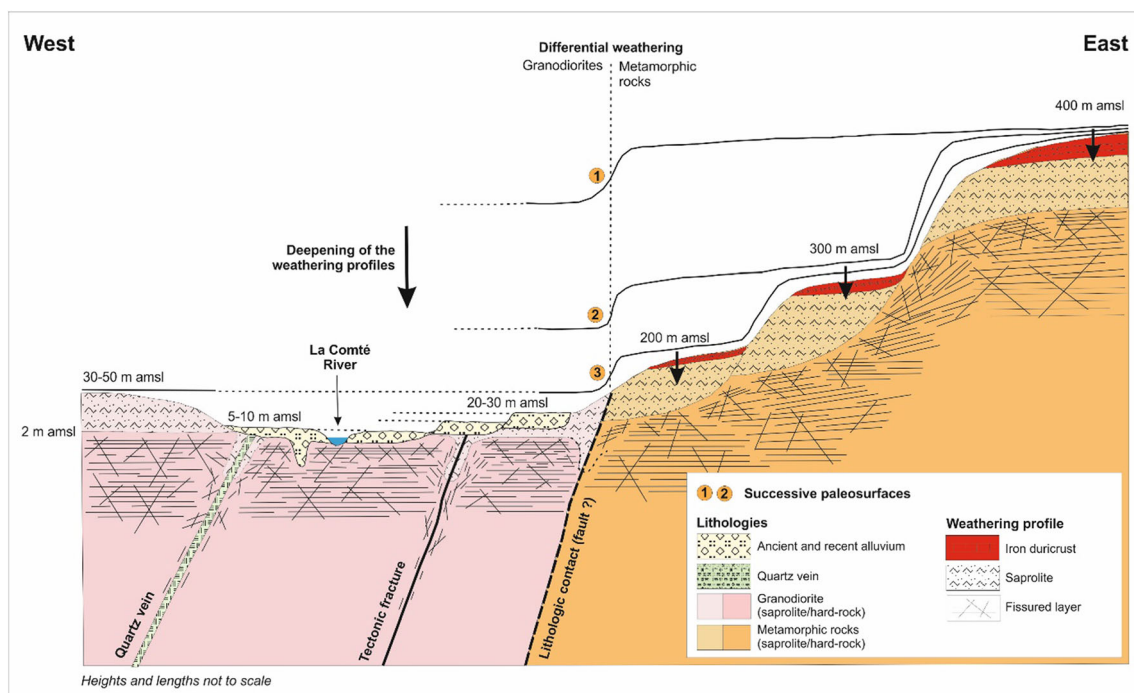 West
East
Differential weathering
Granodiorites
Metamorphic
rocks
400 m amsl
1
Deepening of the
weathering profiles
300 m amsl
2
La Comté
River
200 m amsl
30-50 m amsl
3
20-30 m amsl
5-10 m amsl
2 m amsl
Quartz vein
Tectonic fracture
Lithologic contact (fault ?)
1 2 Successive paleosurfaces
Lithologies
Ancient and recent alluvium
Quartz vein
Granodiorite
(saprolite/hard-rock)
Metamorphic rocks
(saprolite/hard-rock)
Weathering profile
Iron duricrust
Saprolite
Fissured layer
Heights and lengths not to scale